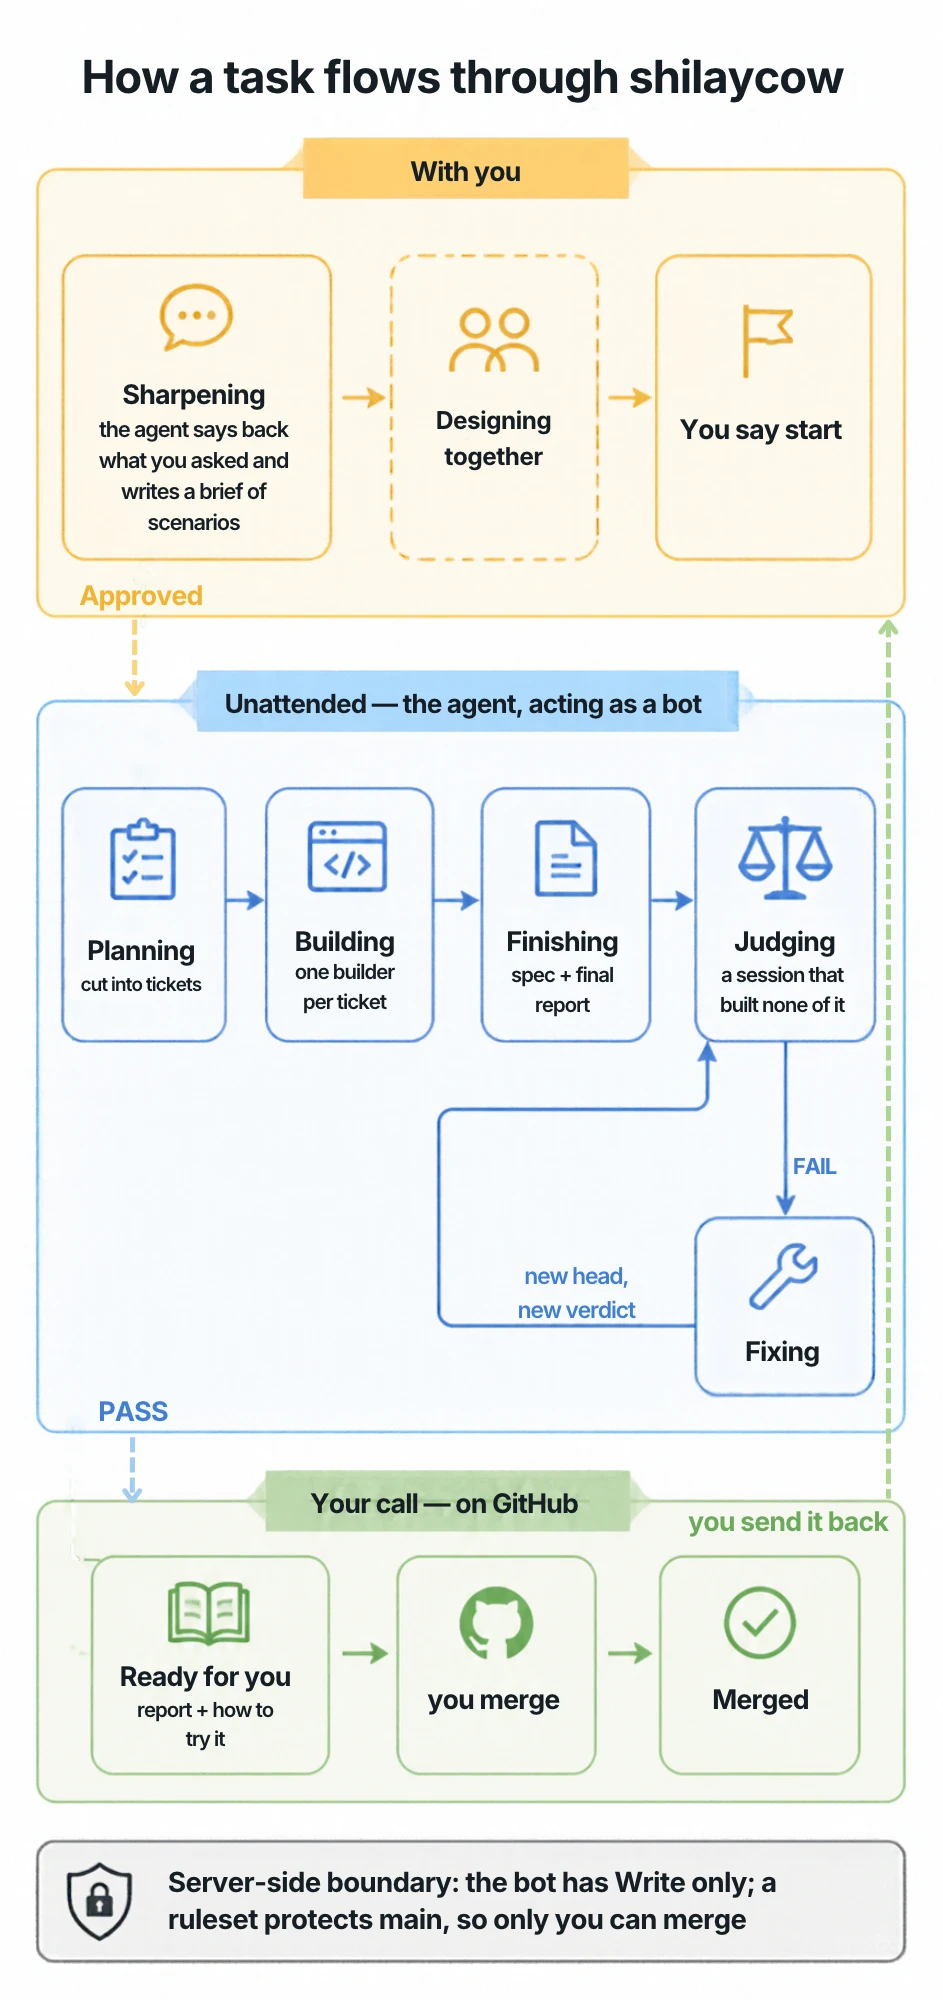 How a task flows through shilaycow
With you
Sharpening
the agent says back
what you asked and
writes a brief of
scenarios
Designing
together
You say start
Approved
Unattended — the agent, acting as a bot
Planning
cut into tickets
Building
one builder
per ticket
Finishing
spec + final
report
Judging
a session that
built none of it
FAIL
new head,
new verdict
Fixing
PASS
Your call — on GitHub
you send it back
Ready for you
report + how to
try it
you merge
Merged
Server-side boundary: the bot has Write only; a
ruleset protects main, so only you can merge